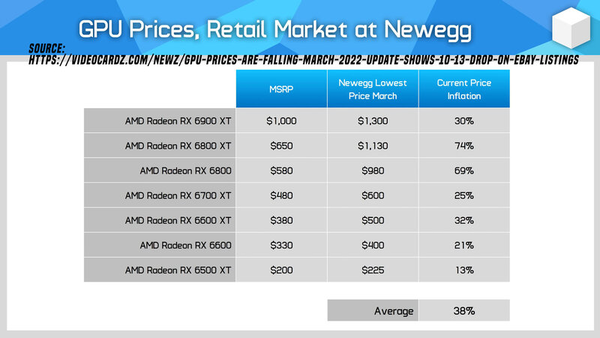 GPU Prices, Retail Market at Newegg
SOURCE:
HTTPS://VIDEOCARDZ.COM/NEWZ/GPU-PRICES-ARE-FALLING-MARCH-2022-UPDATE-SHOWS-10-13-DROP-ON-EBAY-LISTINGS
MSRP Newegg Lowest Current Price
Price March Inflation
AMD Radeon RX 6900 XT $1,000 $1,300 30%
AMD Radeon RX 6800 XT $650 $1,130 74%
AMD Radeon RX 6800 $580 $980 69%
AMD Radeon RX 6700 XT $480 $600 25%
AMD Radeon RX 6600 XT $380 $500 32%
AMD Radeon RX 6600 $330 $400 21%
AMD Radeon RX 6500 XT $200 $225 13%
Average 38%